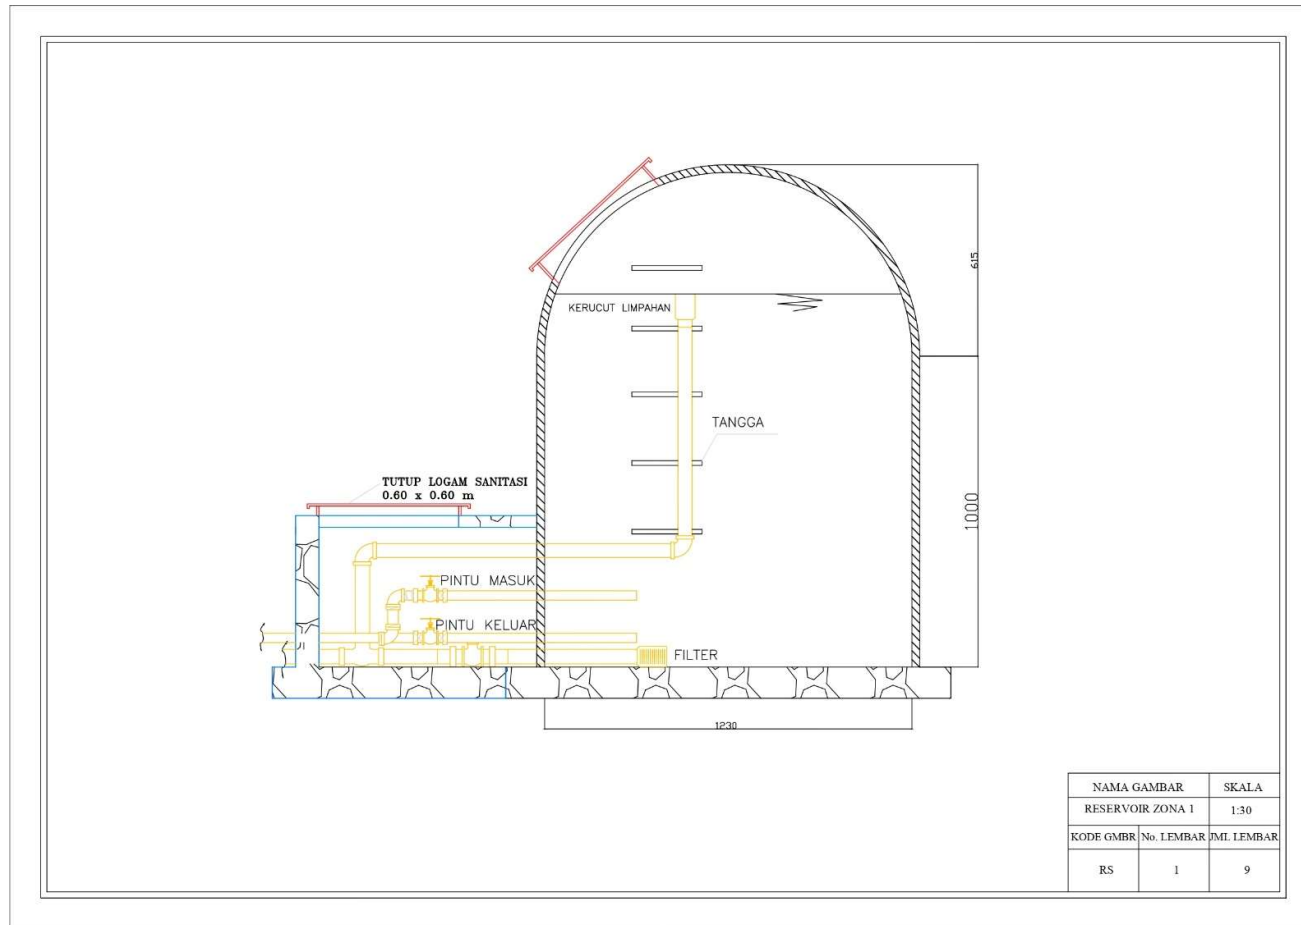 615
KERUCUT LIMPAHAN
TANGGA
TUTUP LOGAM SANITASI
0.60 x 0.60 m
1000
PINTU MASUK
PINTU KELUAR
FILTER
1230
NAMA GAMBAR SKALA
RESERVOIR ZONA 1 1:30
KODE GMBR No. LEMBAR JML LEMBAR
RS 1 9